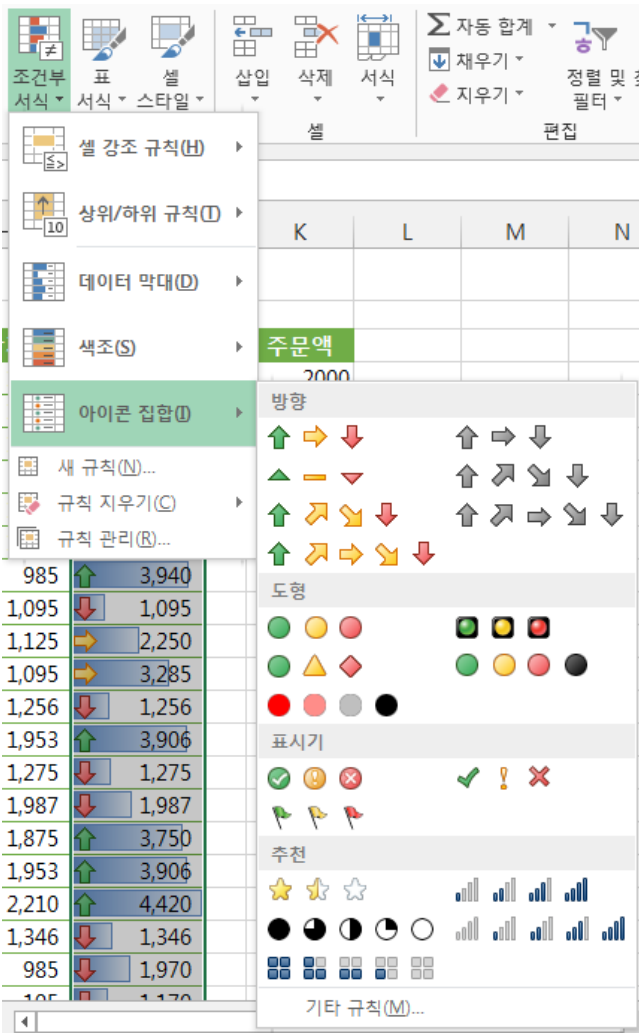 자동 합계
채우기
지우기
조건부 서식
표 서식
셀 스타일
삽입
삭제
서식
정렬 및
필터
셀
편집
셀 강조 규칙(H)
상위/하위 규칙(T)
10
데이터 막대(D)
색조(S)
아이콘 집합(I)
새 규칙(N)...
규칙 지우기(C)
규칙 관리(R)...
K L M N
주문액
2000
방향
도형
표시기
추천
기타 규칙(M)...
985 3,940
1,095 1,095
1,125 2,250
1,095 3,285
1,256 1,256
1,953 3,906
1,275 1,275
1,987 1,987
1,875 3,750
1,953 3,906
2,210 4,420
1,346 1,346
985 1,970